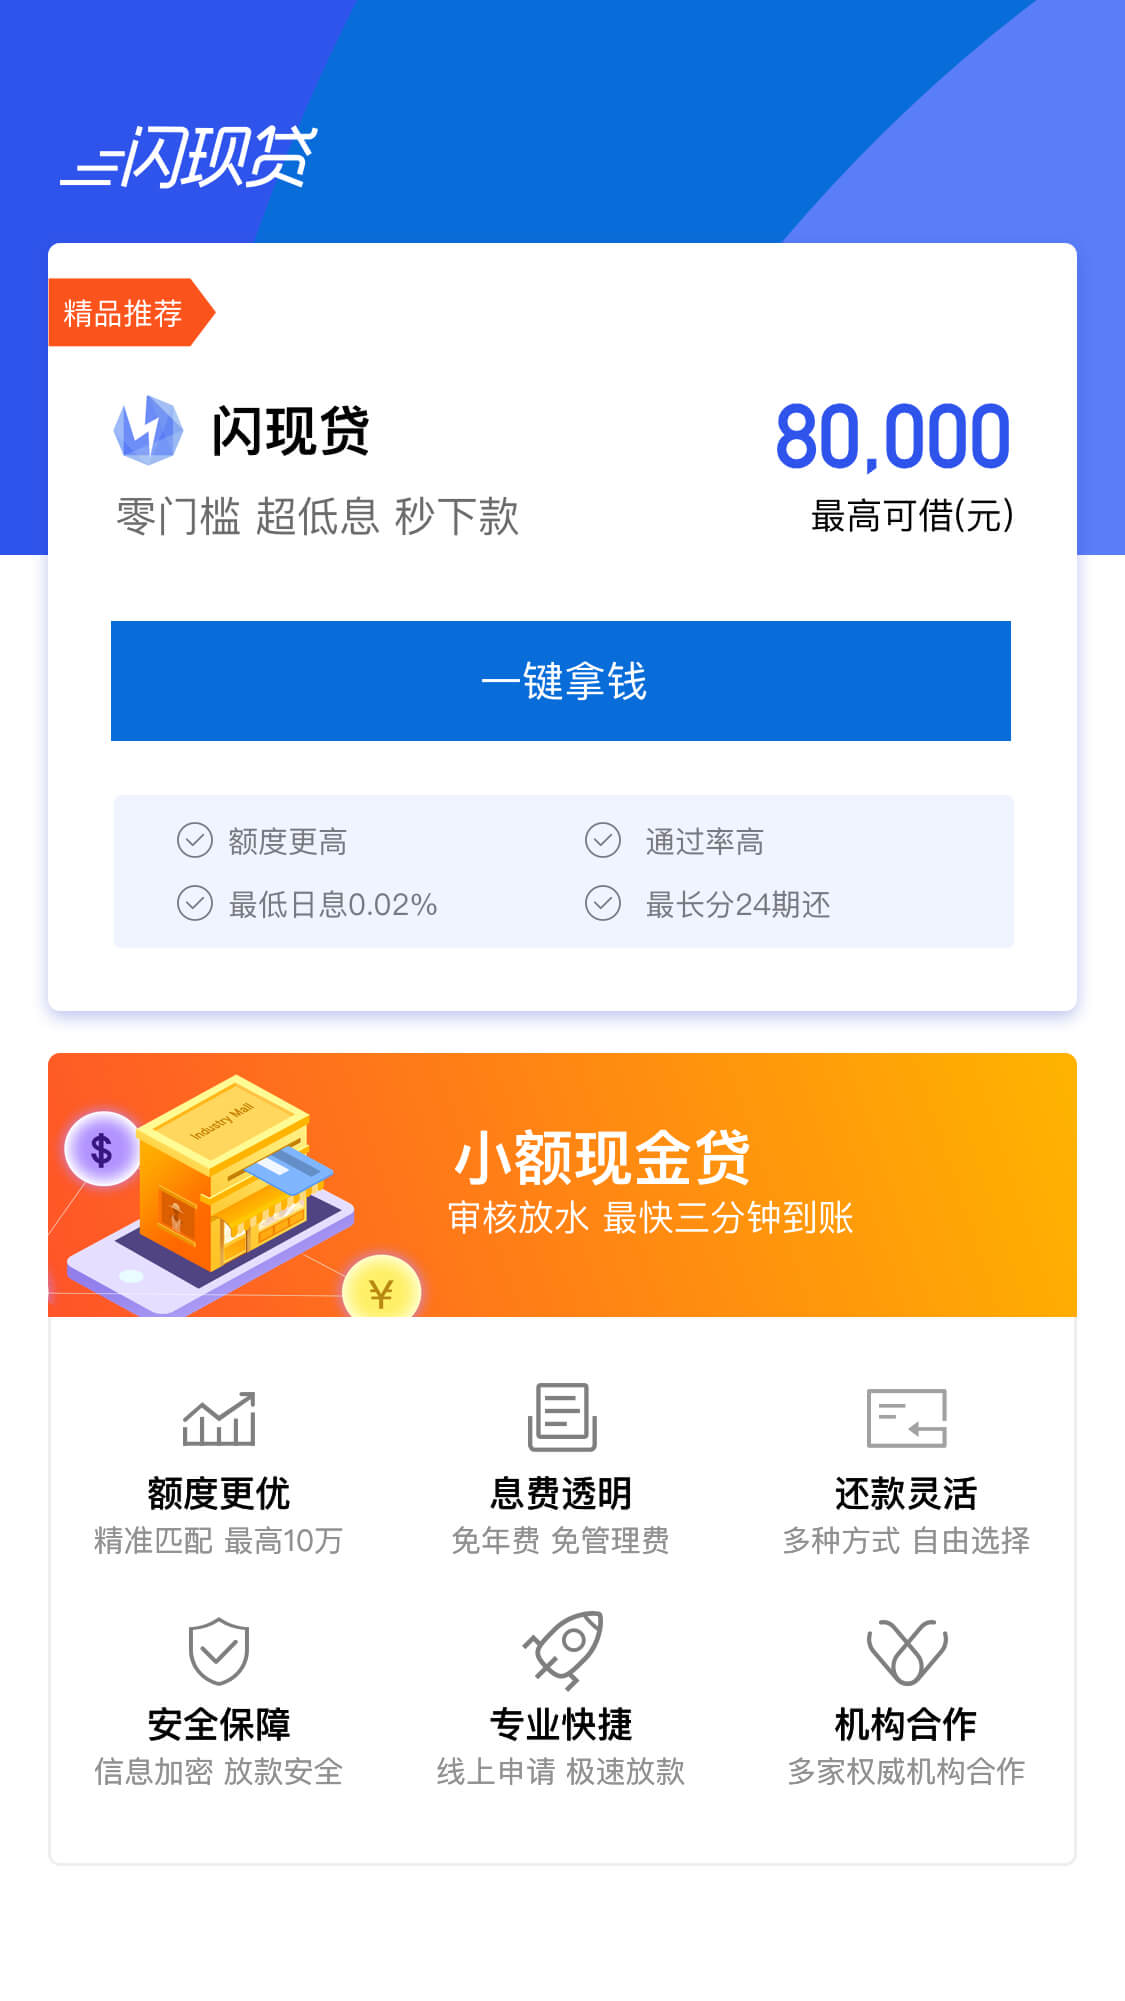 闪现贷
精品推荐
闪现贷
80,000
零门槛 超低息 秒下款
最高可借(元)
一键拿钱
额度更高
通过率高
最低日息0.02%
最长分24期还
Industry Mall
$
小额现金贷
审核放水 最快三分钟到账
¥
额度更优
息费透明
还款灵活
精准匹配 最高10万
免年费 免管理费
多种方式 自由选择
安全保障
专业快捷
机构合作
信息加密 放款安全
线上申请 极速放款
多家权威机构合作